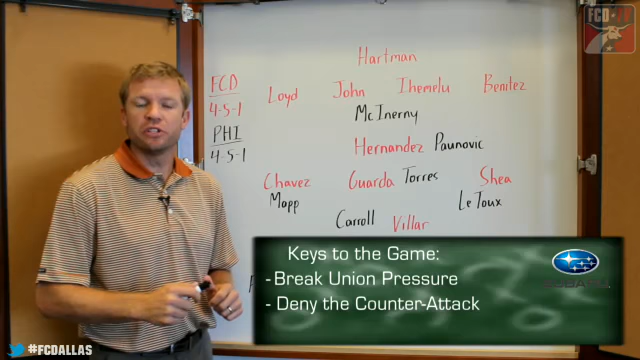 FCD TV
Hartman
FCD
4-5-1
PHI
4-5-1
Loyd John Ihemelu Benitez
McInerny
Hernandez Paunovic
Chavez Guarda Torres Shea
Mapp Le Toux
Carroll Villar
Keys to the Game:
- Break Union Pressure
- Deny the Counter-Attack
SUBARU
#FCDALLAS